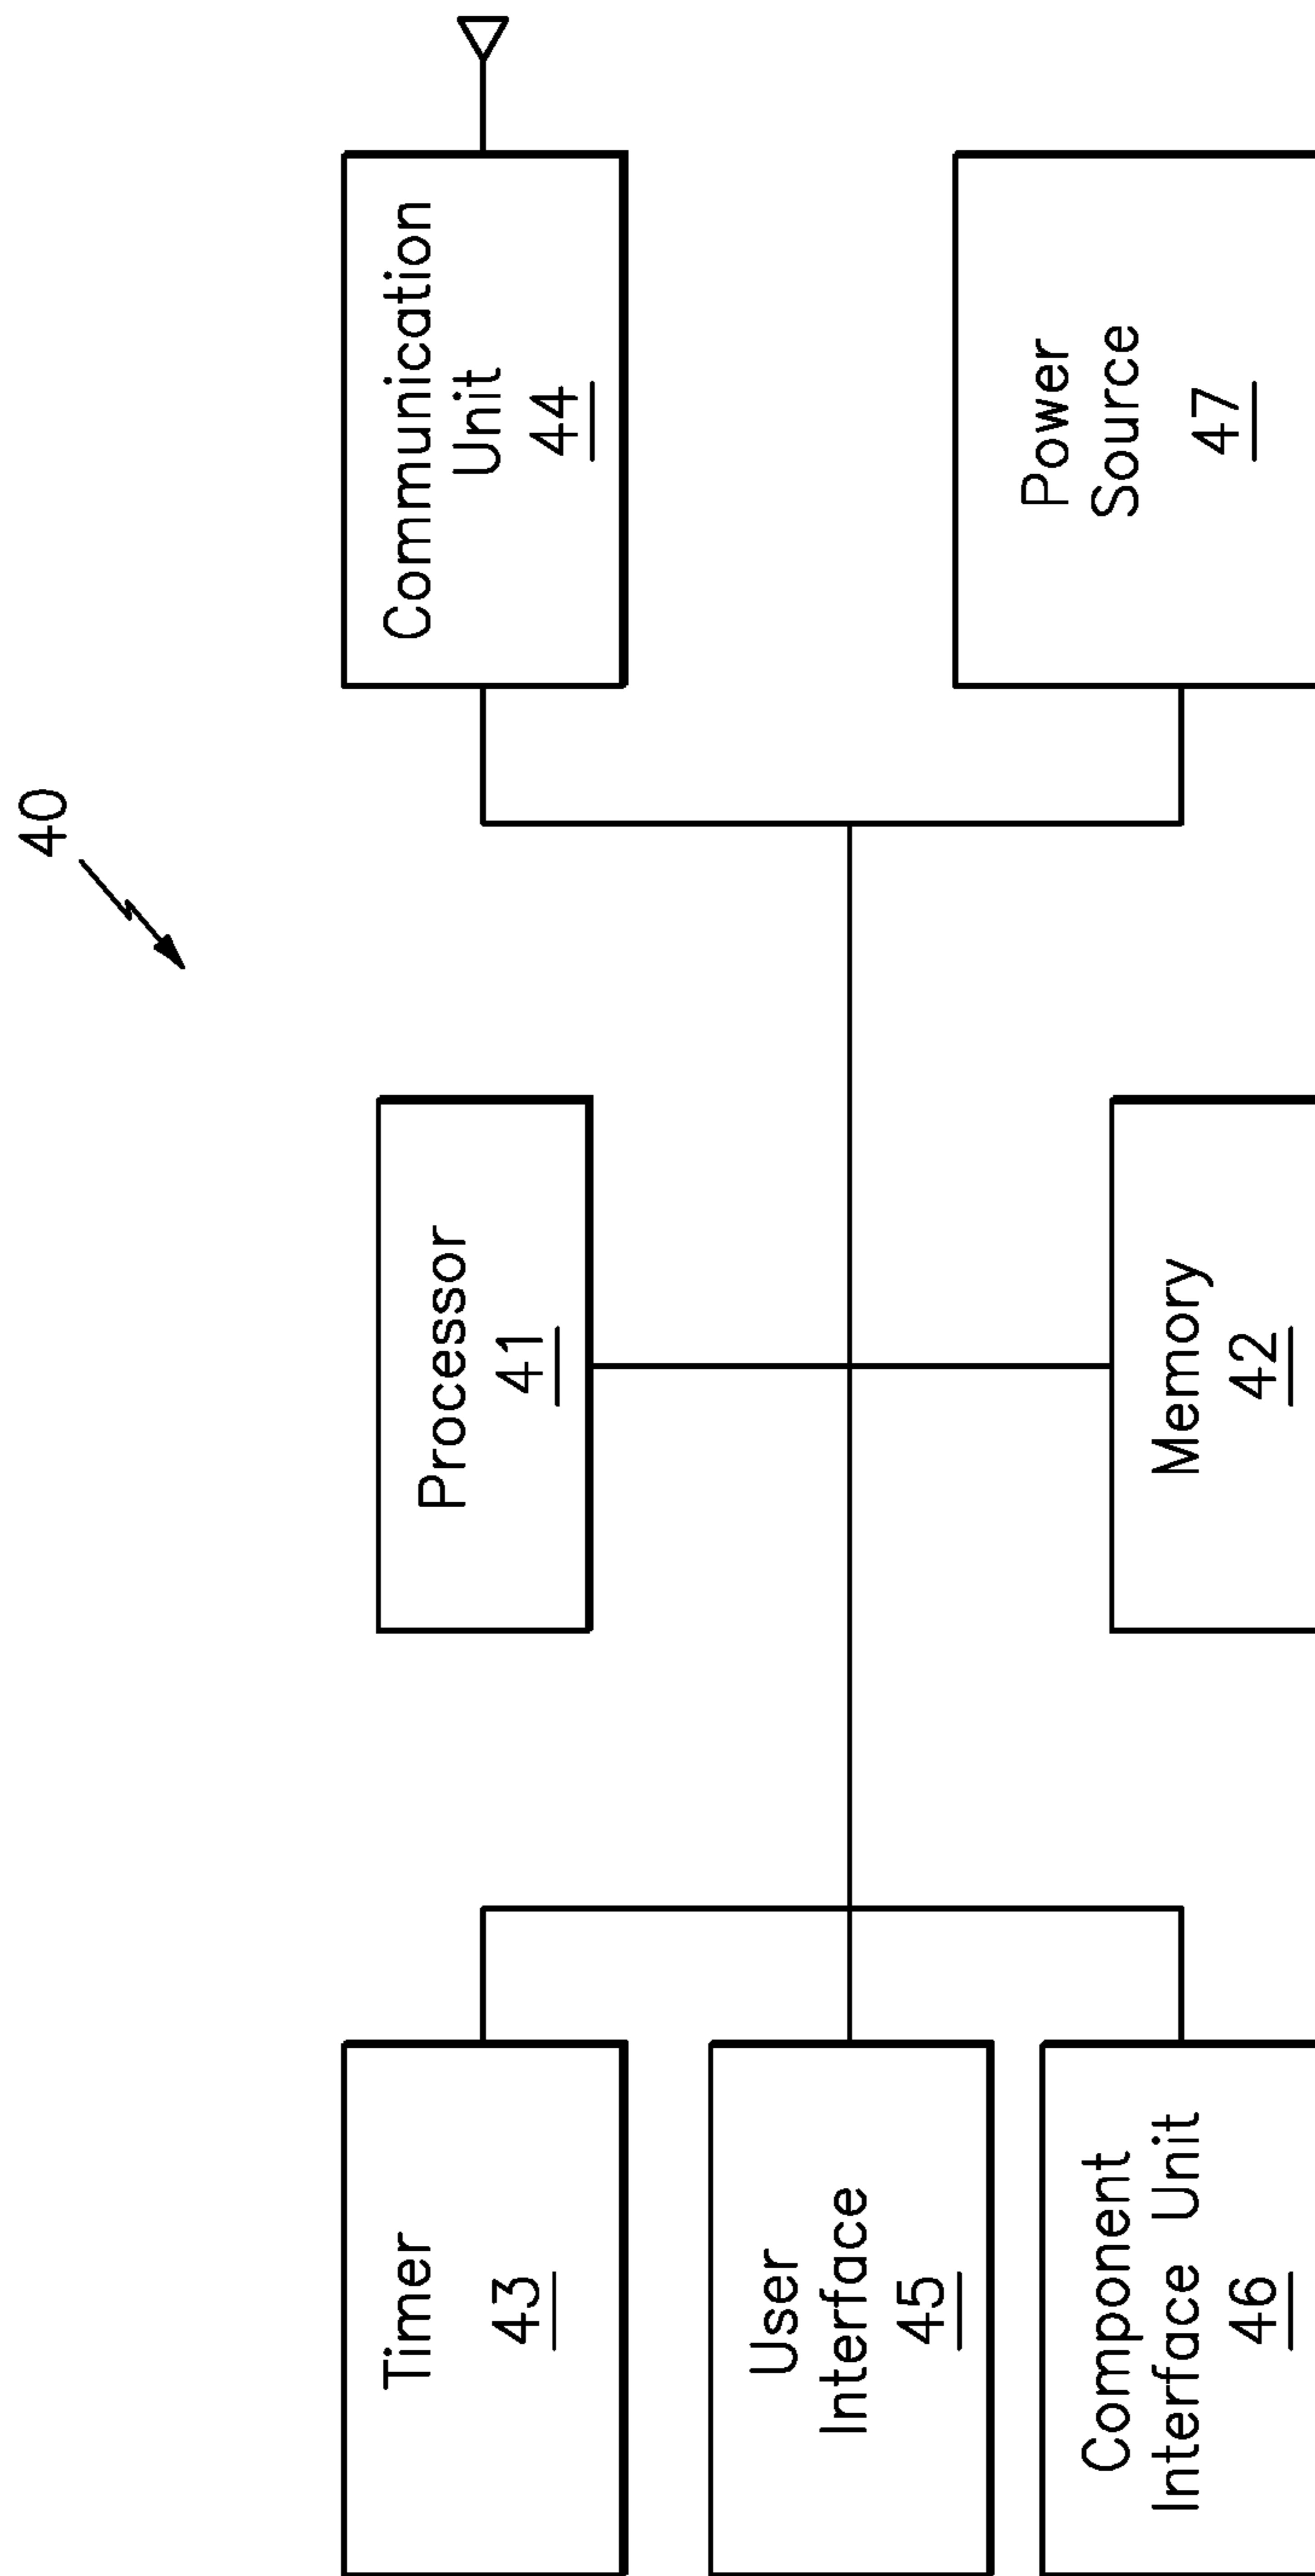 40
Timer
43
Processor
41
Communication
Unit
44
User
Interface
45
Component
Interface Unit
46
Memory
42
Power
Source
47